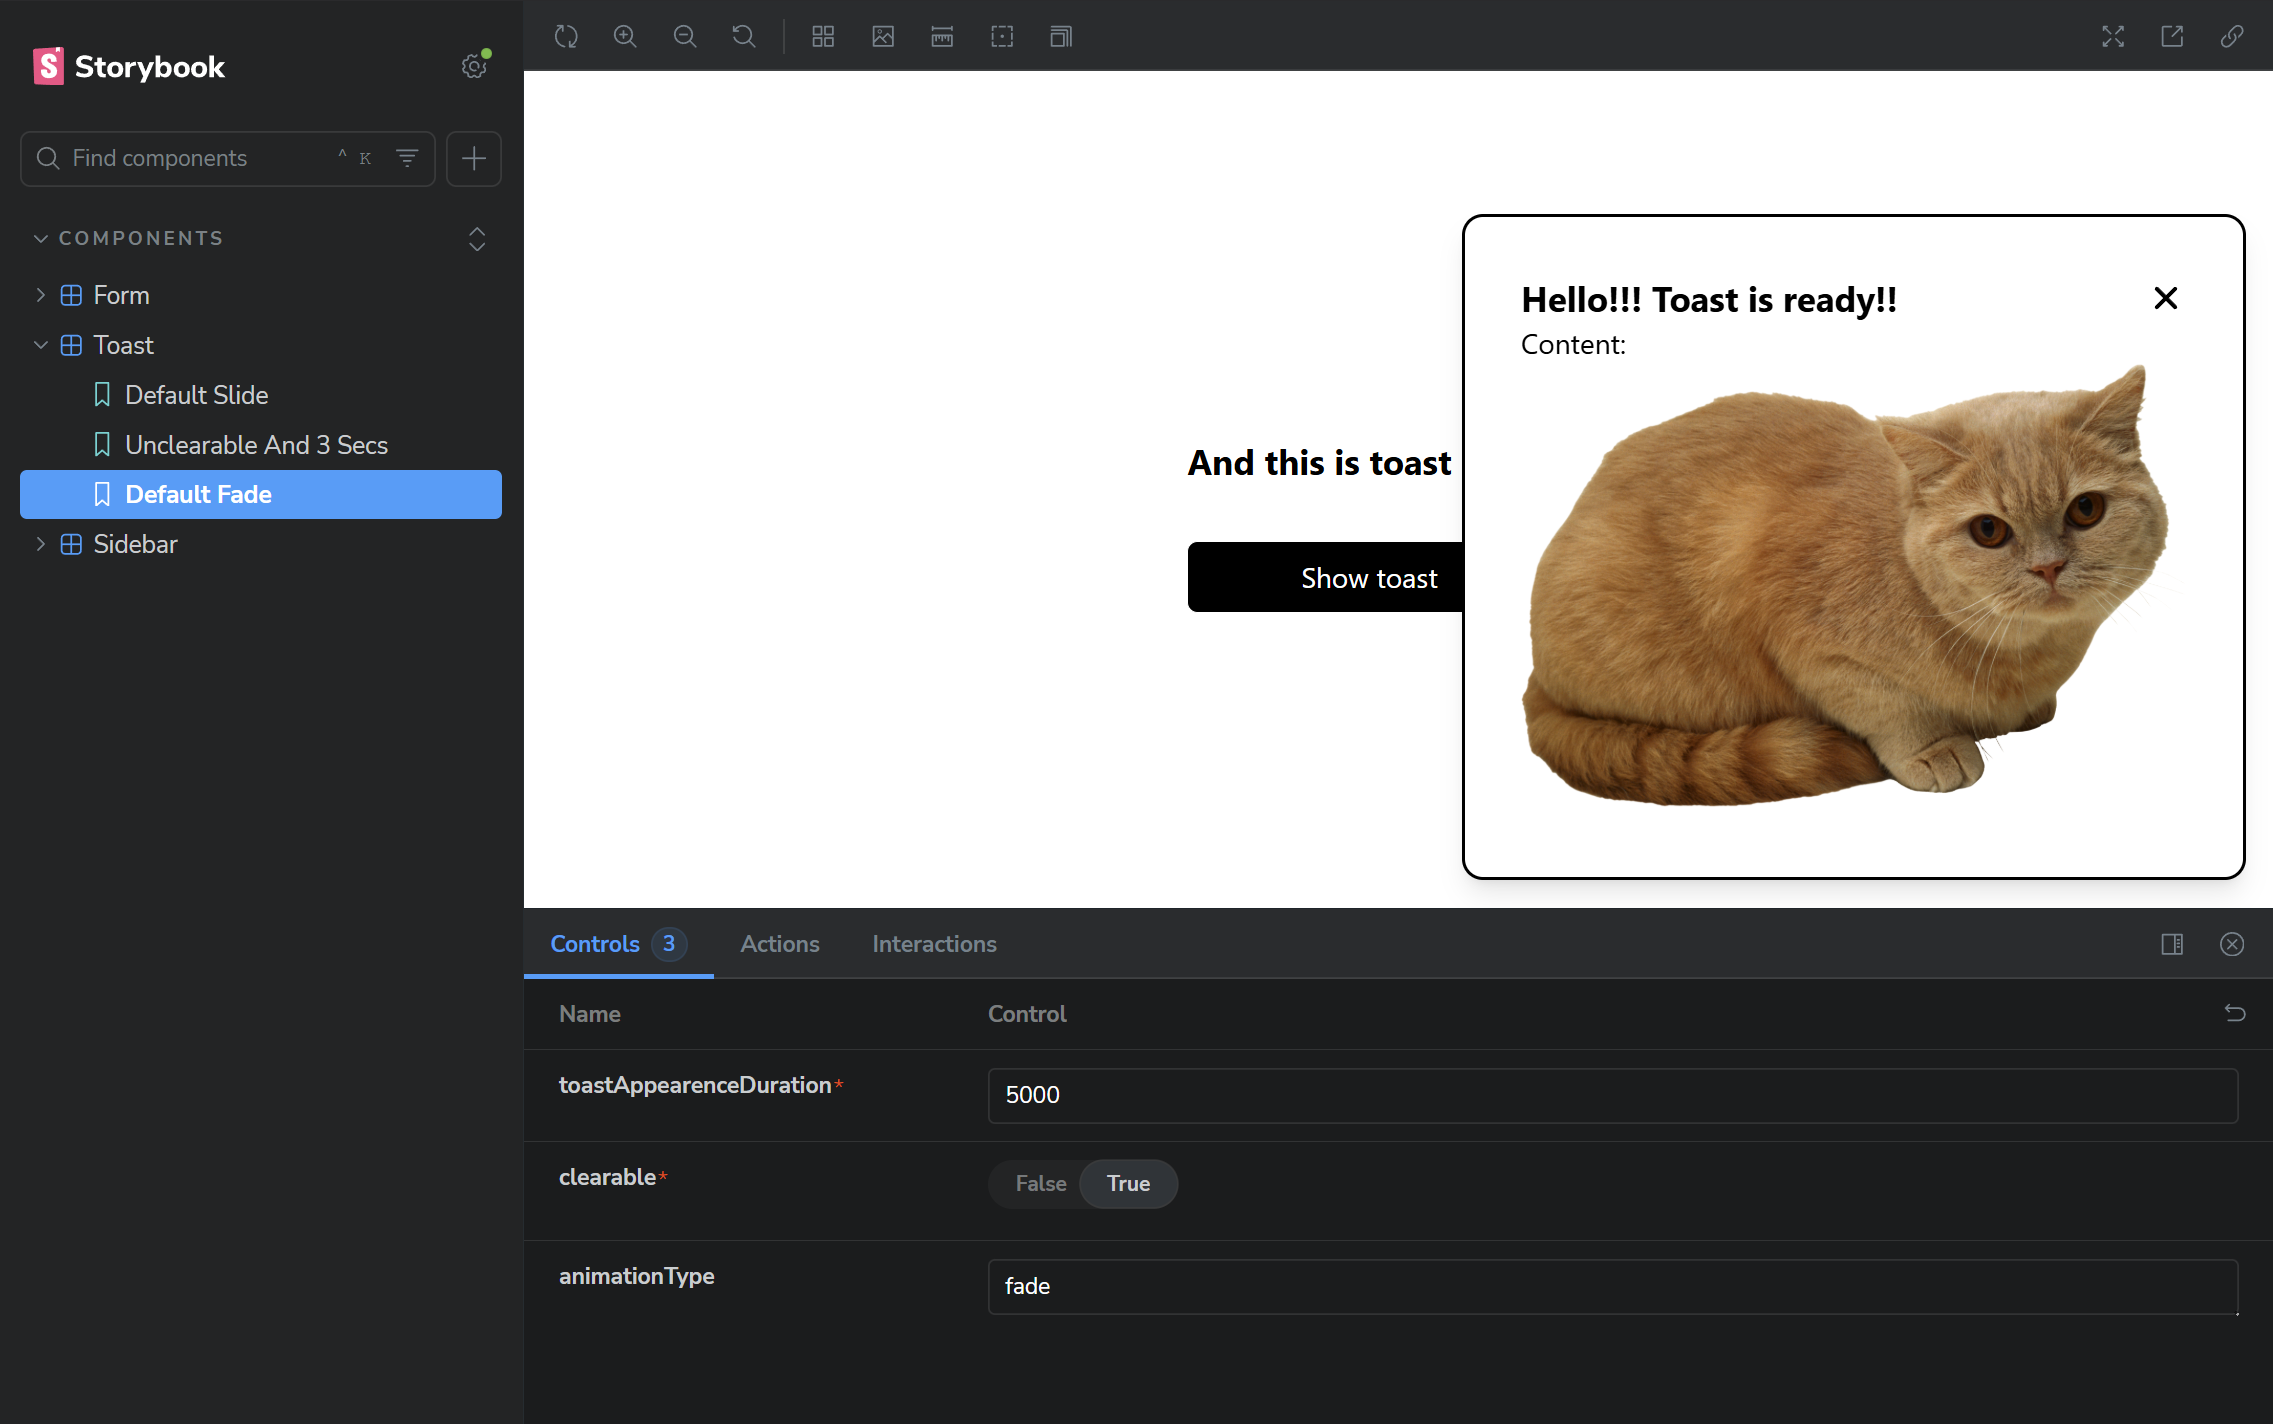 Storybook
Find components ^ K
COMPONENTS
Form
Toast
Default Slide
Unclearable And 3 Secs
Default Fade
Sidebar
Hello!!! Toast is ready!!
Content:
And this is toast
Show toast
Controls 3 Actions Interactions
Name Control
toastAppearenceDuration* 5000
clearable* False True
animationType fade